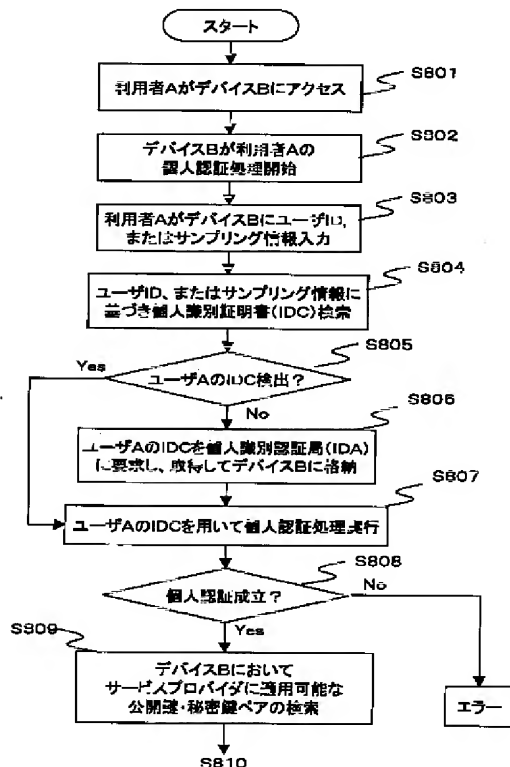 スタート
S801
利用者AがデバイスBにアクセス
S802
デバイスBが利用者Aの
個人認証処理開始
S803
利用者AがデバイスBにユーザID,
またはサンプリング情報入力
S804
ユーザID、またはサンプリング情報に
基づき個人識別証明書(IDC)検索
S805
ユーザAのIDC検出?
Yes
No
S806
ユーザAのIDCを個人識別認証局(IDA)
に要求し、取得してデバイスBに格納
S807
ユーザAのIDCを用いて個人認証処理実行
S808
個人認証成立?
No
Yes
S809
デバイスBにおいて
サービスプロバイダに適用可能な
公開鍵・秘密鍵ペアの検索
エラー
S810